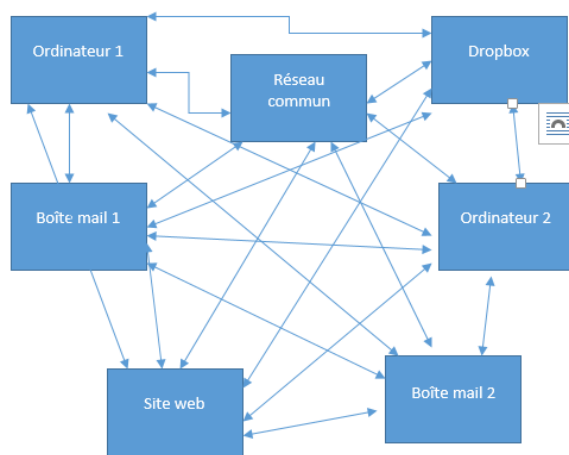 Ordinateur 1
Dropbox
Réseau
commun
Boîte mail 1
Ordinateur 2
Site web
Boîte mail 2